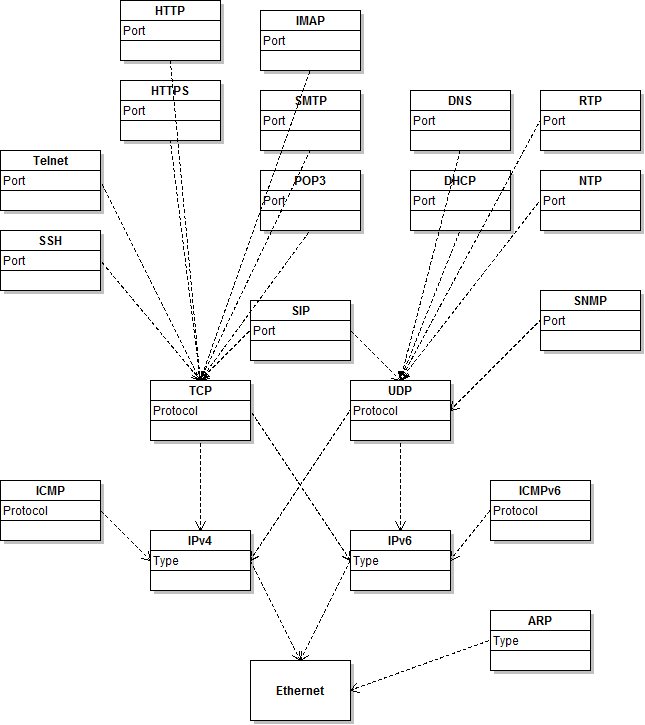 HTTP
Port
IMAP
Port
HTTPS
Port
SMTP
Port
DNS
Port
RTP
Port
Telnet
Port
POP3
Port
DHCP
Port
NTP
Port
SSH
Port
SIP
Port
SNMP
Port
TCP
Protocol
UDP
Protocol
ICMP
Protocol
ICMPv6
Protocol
IPv4
Type
IPv6
Type
ARP
Type
Ethernet